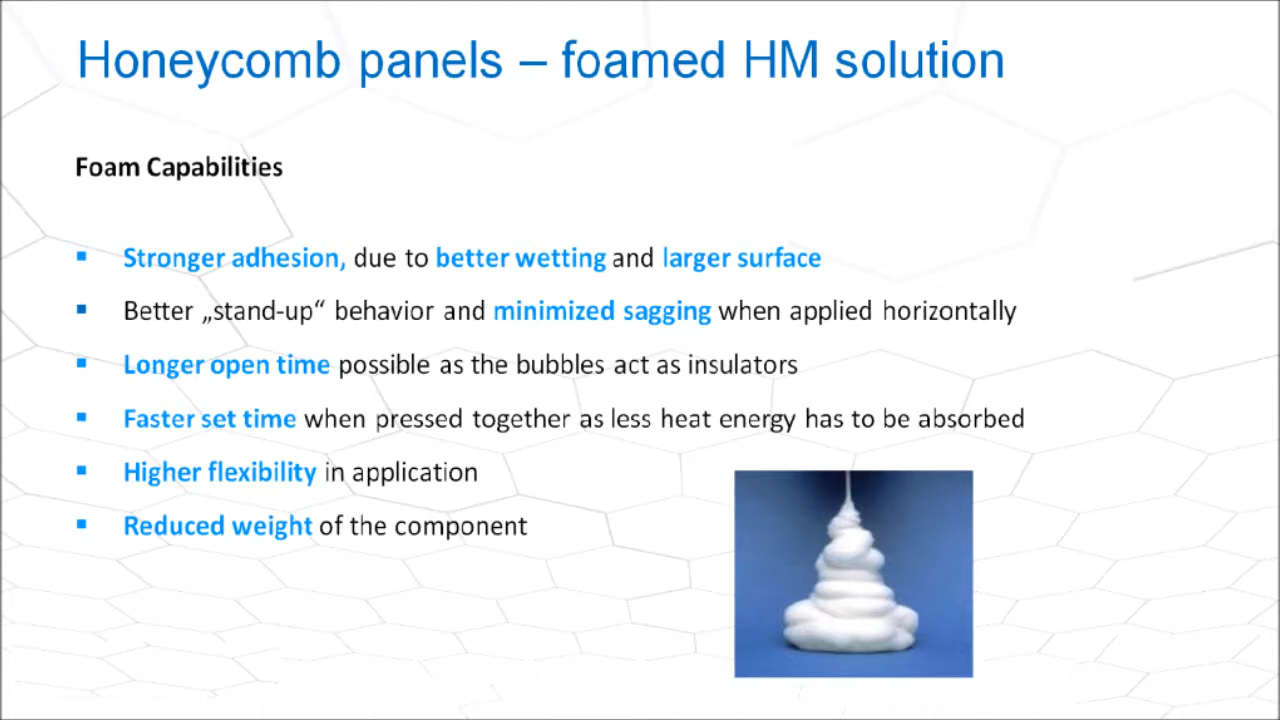 Honeycomb panels – foamed HM solution
Foam Capabilities
▪ Stronger adhesion, due to better wetting and larger surface
▪ Better „stand-up“ behavior and minimized sagging when applied horizontally
▪ Longer open time possible as the bubbles act as insulators
▪ Faster set time when pressed together as less heat energy has to be absorbed
▪ Higher flexibility in application
▪ Reduced weight of the component